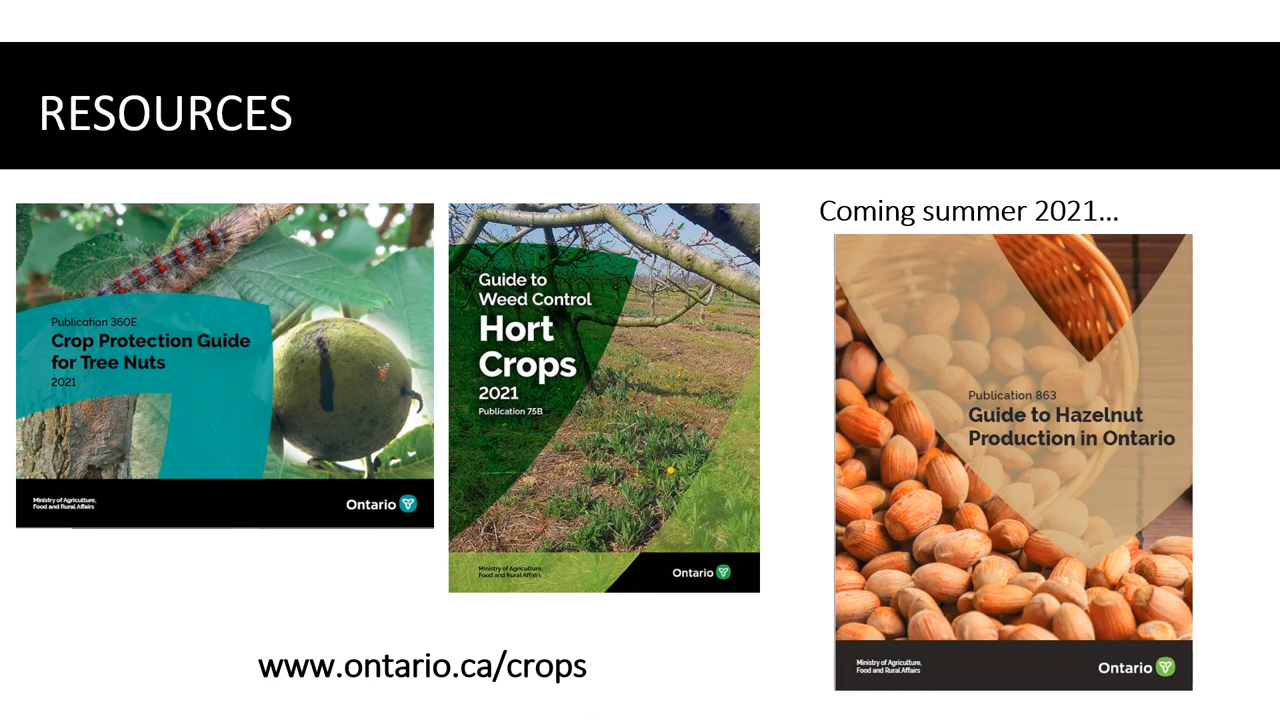 RESOURCES
Publication 360E
Crop Protection Guide
for Tree Nuts
2021
Ministry of Agriculture,
Food and Rural Affairs
Ontario
Guide to
Weed Control
Hort
Crops
2021
Publication 75B
Ministry of Agriculture,
Food and Rural Affairs
Ontario
Coming summer 2021...
Publication 863
Guide to Hazelnut
Production in Ontario
Ministry of Agriculture,
Food and Rural Affairs
Ontario
www.ontario.ca/crops